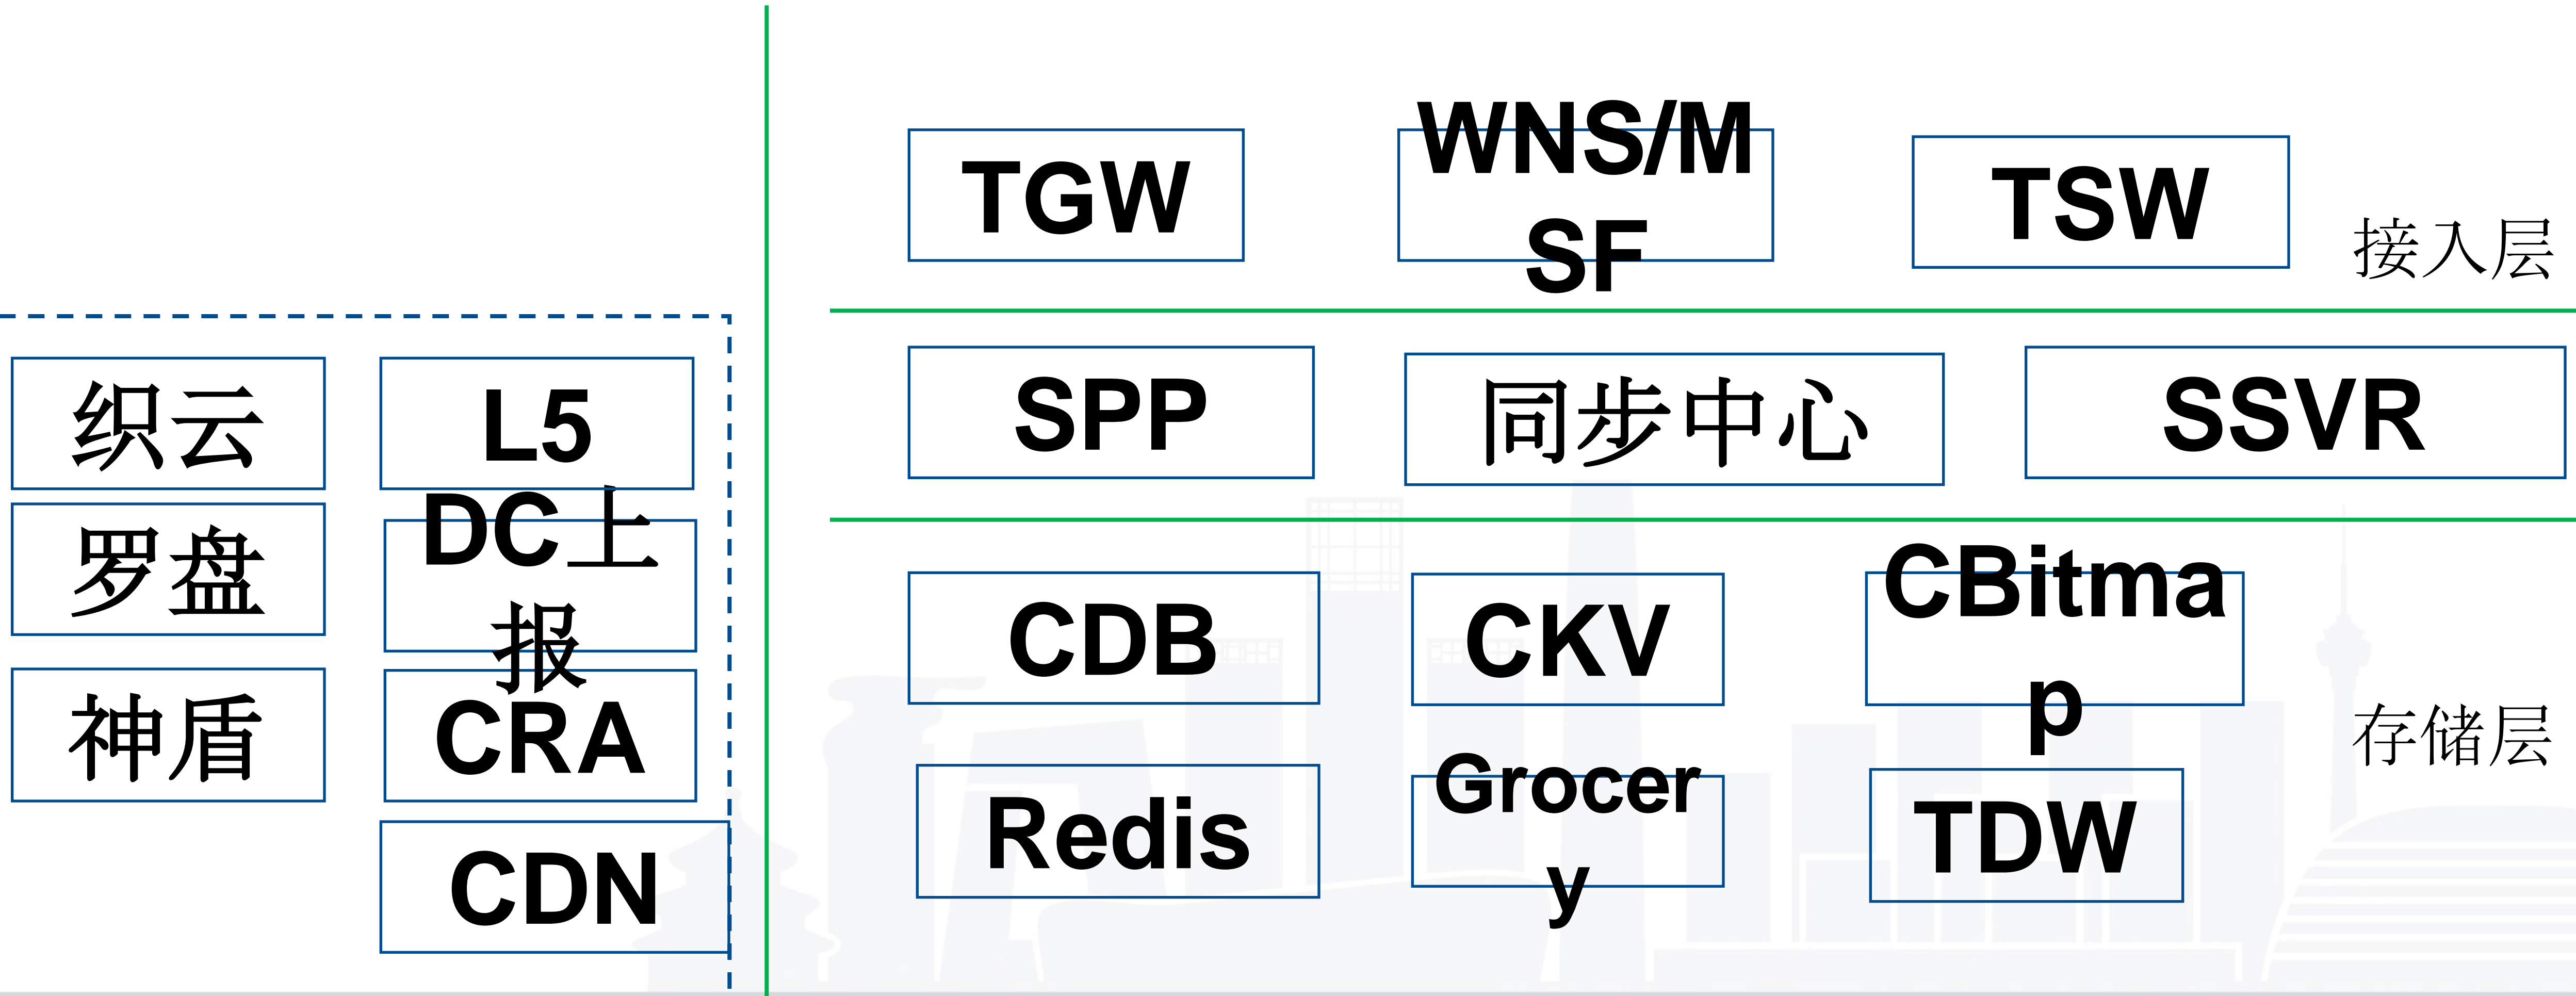 TGW
WNS/M
SF
TSW
接入层
SPP
同步中心
SSVR
织云
L5
罗盘
DC上
报
神盾
CRA
CDN
CDB
CKV
CBitma
p
存储层
Redis
Grocer
y
TDW